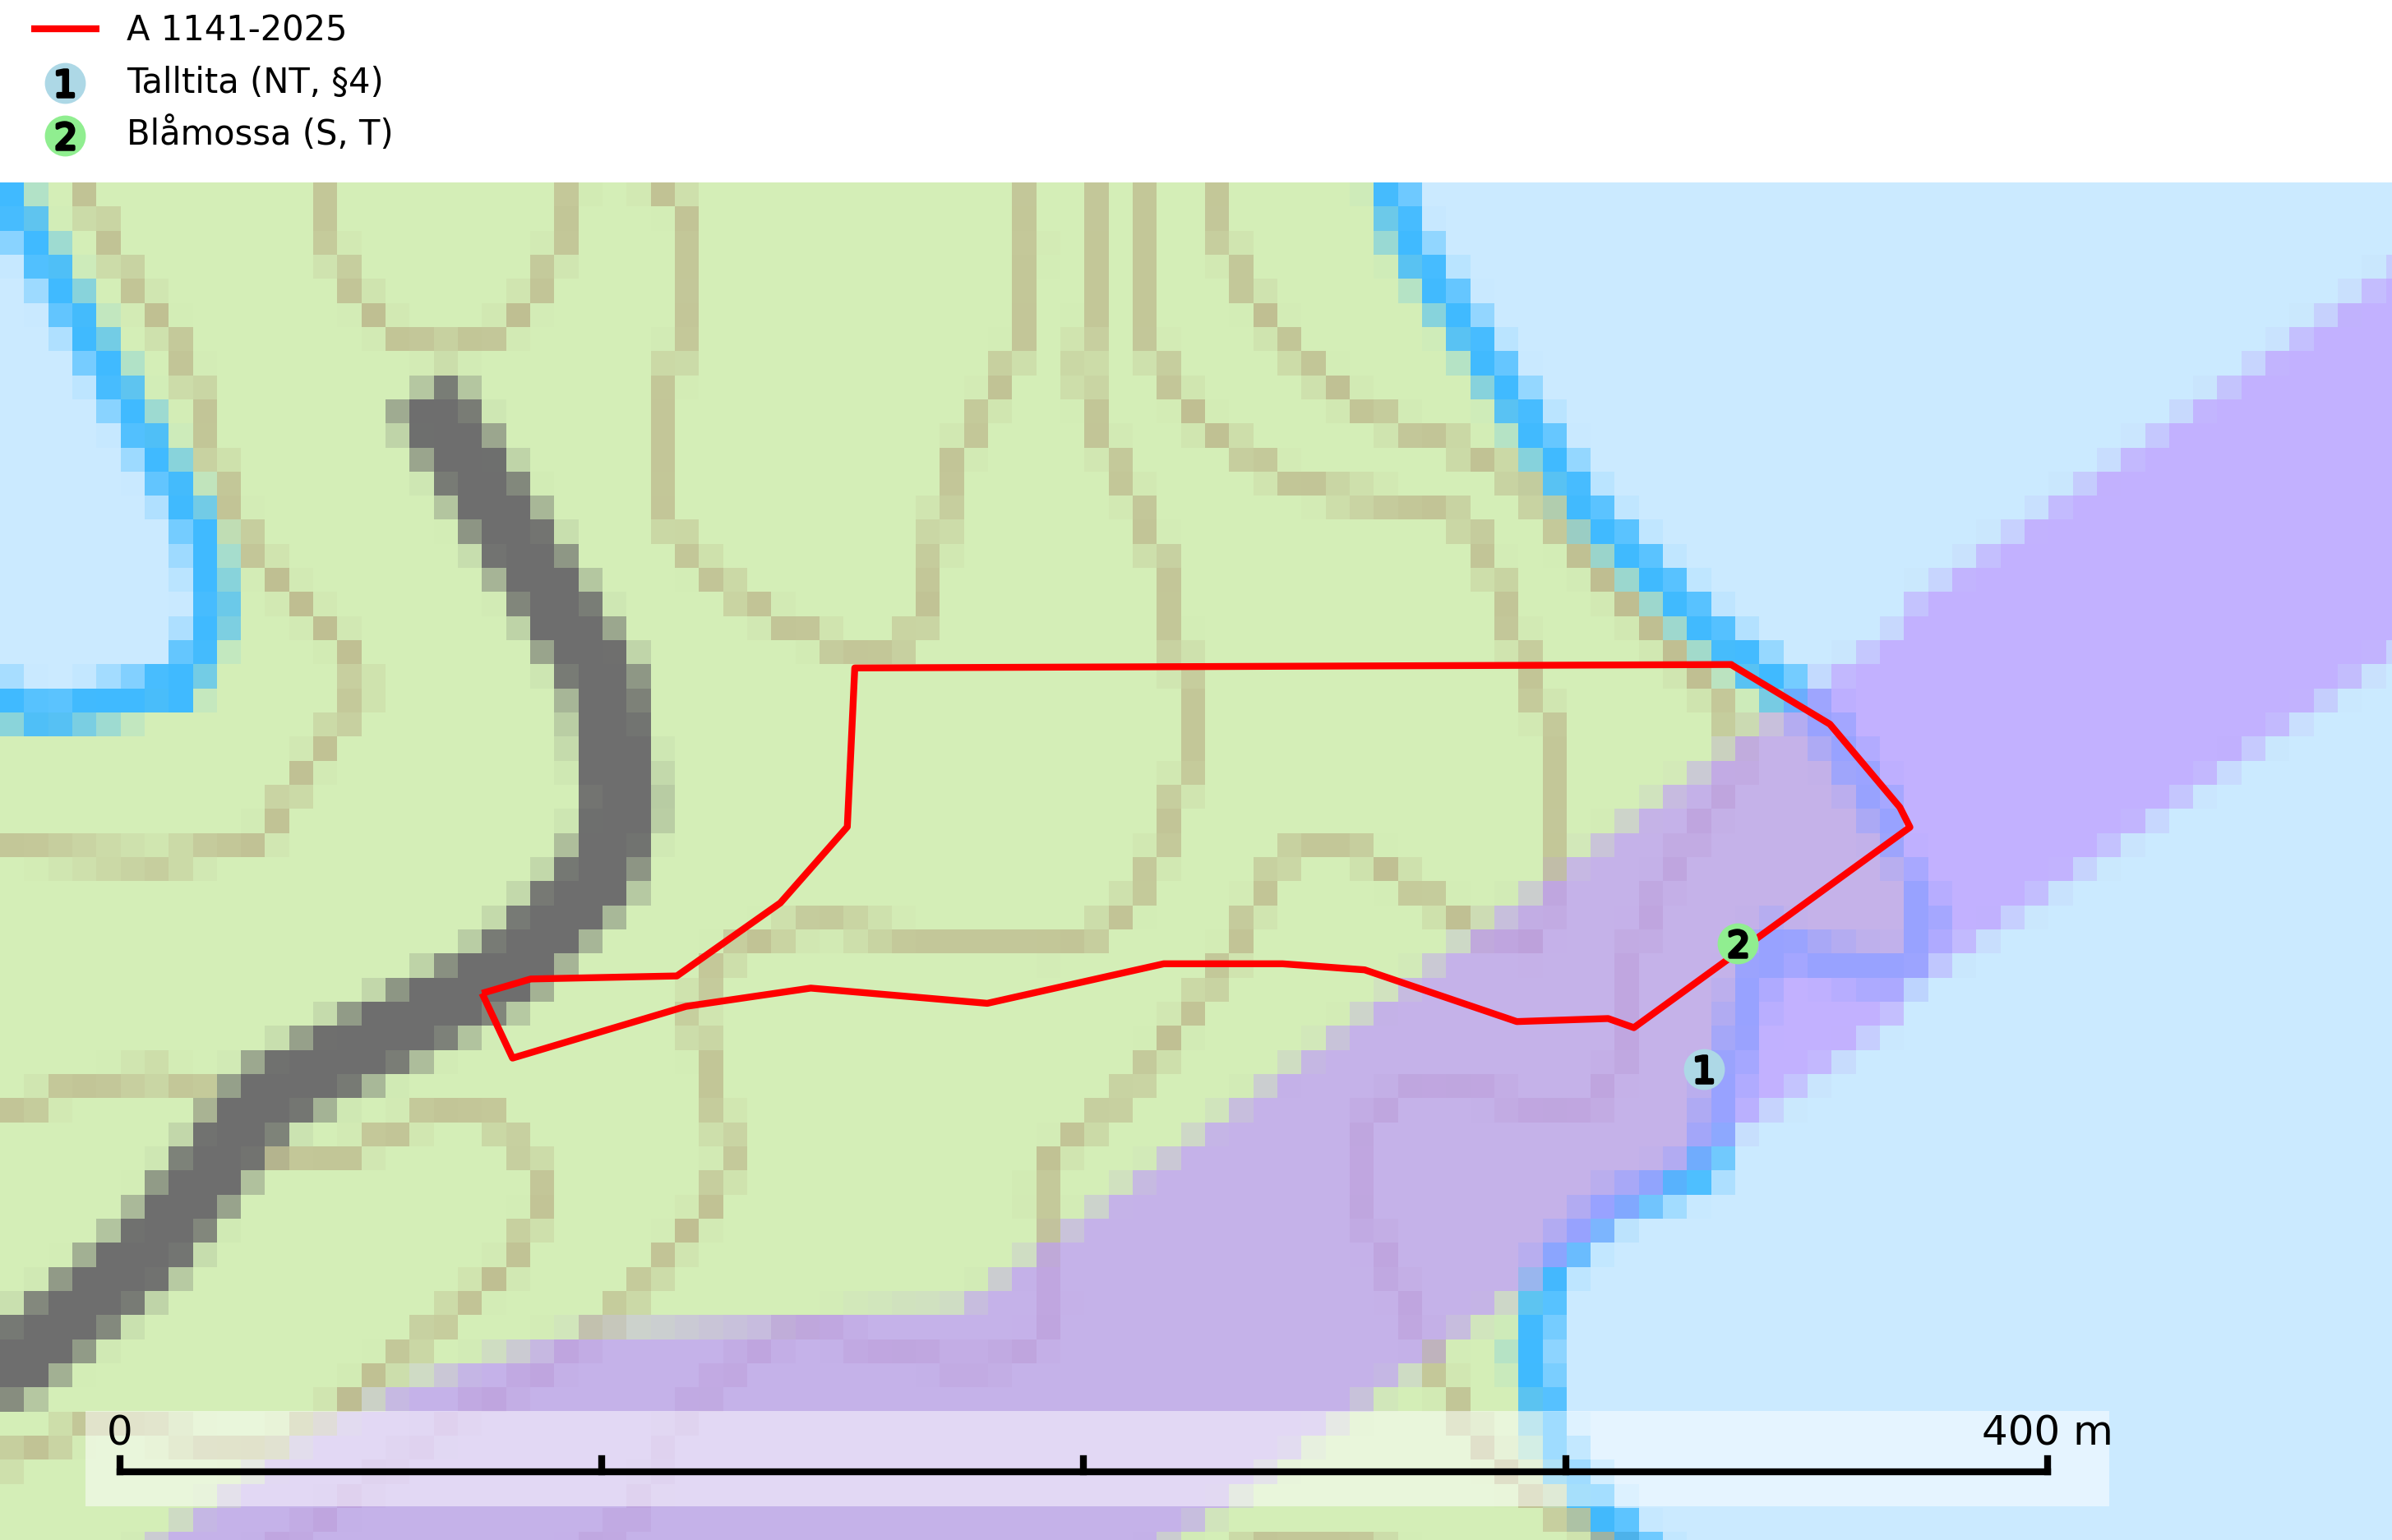 A 1141-2025
1 Talltita (NT, §4)
2 Blåmossa (S, T)
2
1
0 400 m